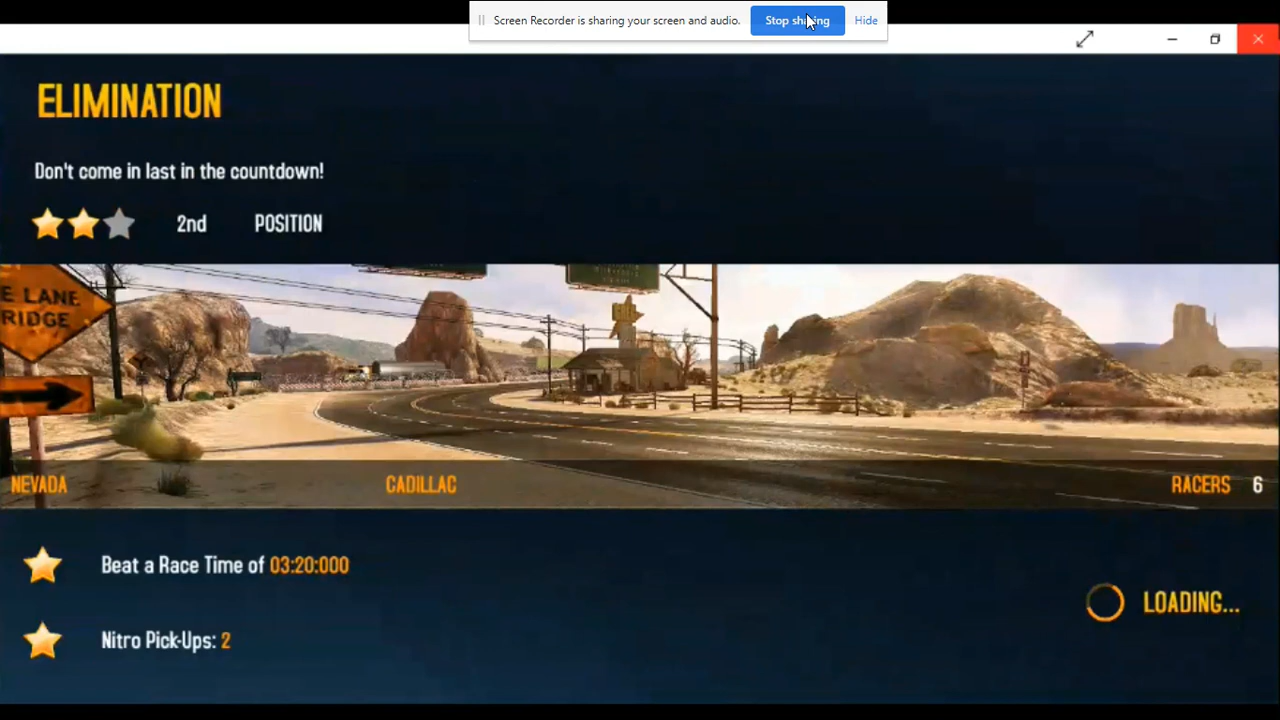 Screen Recorder is sharing your screen and audio.
Stop sharing
Hide
ELIMINATION
Don't come in last in the countdown!
2nd POSITION
E LANE
RIDGE
NEVADA CADILLAC RACERS 6
Beat a Race Time of 03:20:000
LOADING...
Nitro Pick-Ups: 2